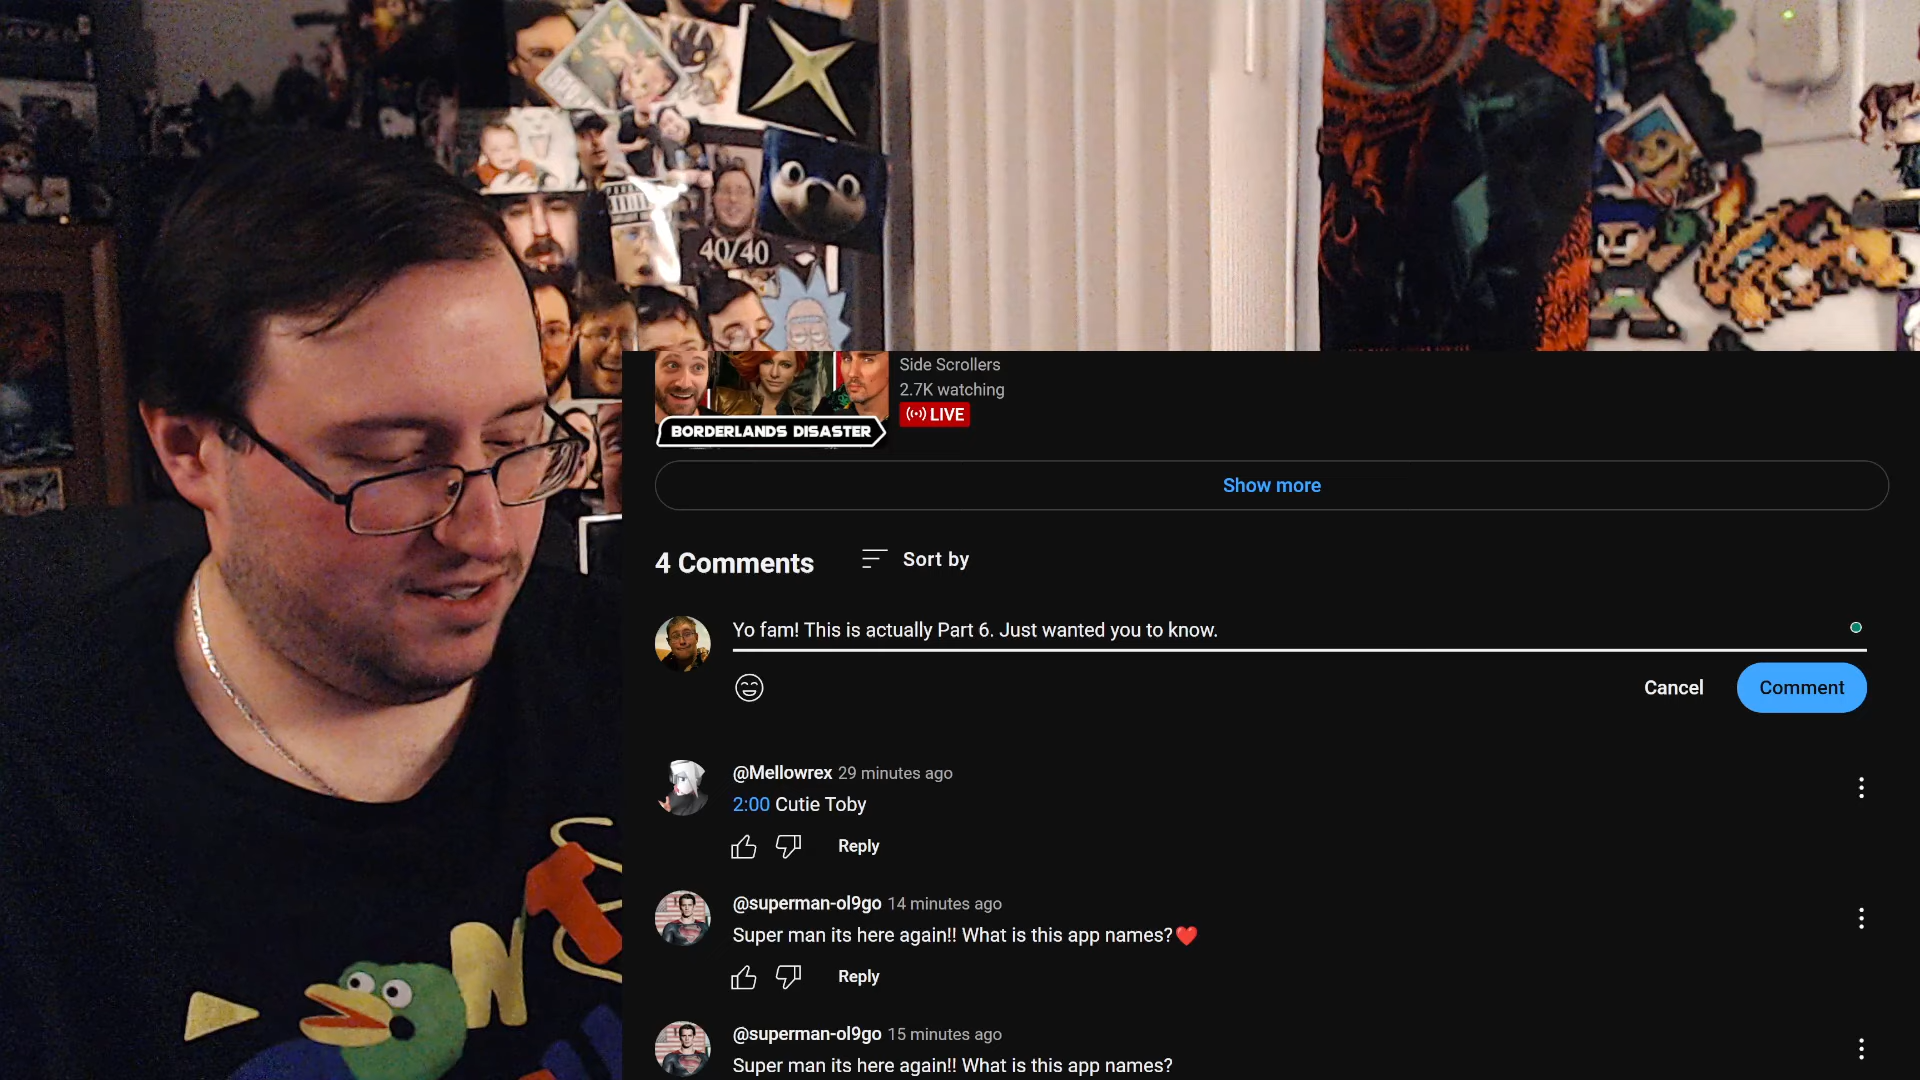 40/40
Side Scrollers
2.7K watching
LIVE
BORDERLANDS DISASTER
Show more
4 Comments
Sort by
Yo fam! This is actually Part 6. Just wanted you to know.
Cancel
Comment
@Mellowrex 29 minutes ago
2:00 Cutie Toby
Reply
@superman-ol9go 14 minutes ago
Super man its here again!! What is this app names?❤️
Reply
@superman-ol9go 15 minutes ago
Super man its here again!! What is this app names?